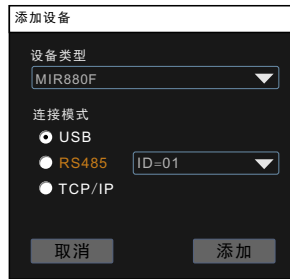 添加设备
设备类型
MIR880F
连接模式
USB
RS485 ID=01
TCP/IP
取消 添加